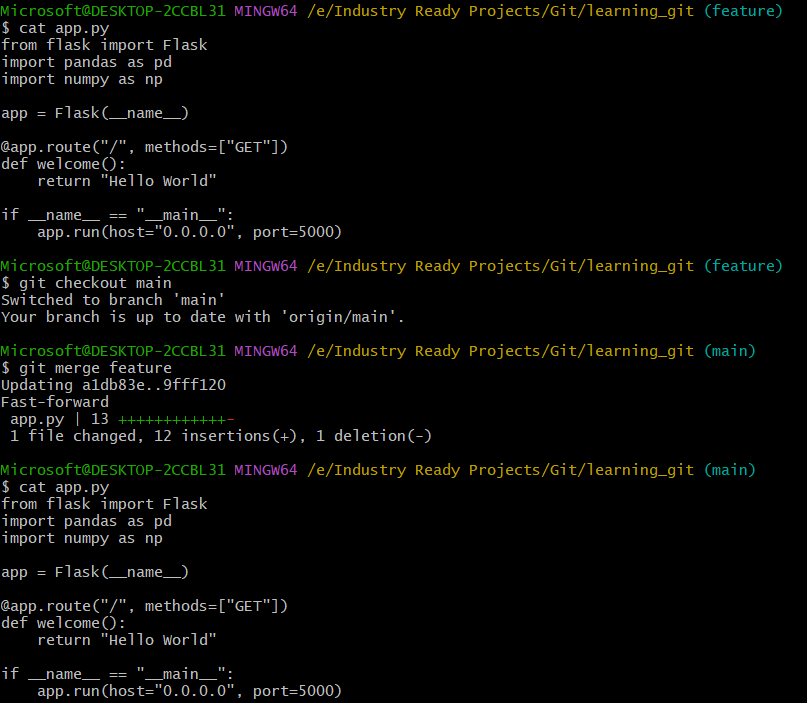 Microsoft@DESKTOP-2CCBL31 MINGW64 /e/Industry Ready Projects/Git/learning_git (feature)
$ cat app.py
from flask import Flask
import pandas as pd
import numpy as np

app = Flask(__name__)

@app.route("/", methods=["GET"])
def welcome():
    return "Hello World"

if __name__ == "__main__":
    app.run(host="0.0.0.0", port=5000)

Microsoft@DESKTOP-2CCBL31 MINGW64 /e/Industry Ready Projects/Git/learning_git (feature)
$ git checkout main
Switched to branch 'main'
Your branch is up to date with 'origin/main'.

Microsoft@DESKTOP-2CCBL31 MINGW64 /e/Industry Ready Projects/Git/learning_git (main)
$ git merge feature
Updating a1db83e..9fff120
Fast-forward
 app.py | 13 ++++++++++++-
 1 file changed, 12 insertions(+), 1 deletion(-)

Microsoft@DESKTOP-2CCBL31 MINGW64 /e/Industry Ready Projects/Git/learning_git (main)
$ cat app.py
from flask import Flask
import pandas as pd
import numpy as np

app = Flask(__name__)

@app.route("/", methods=["GET"])
def welcome():
    return "Hello World"

if __name__ == "__main__":
    app.run(host="0.0.0.0", port=5000)